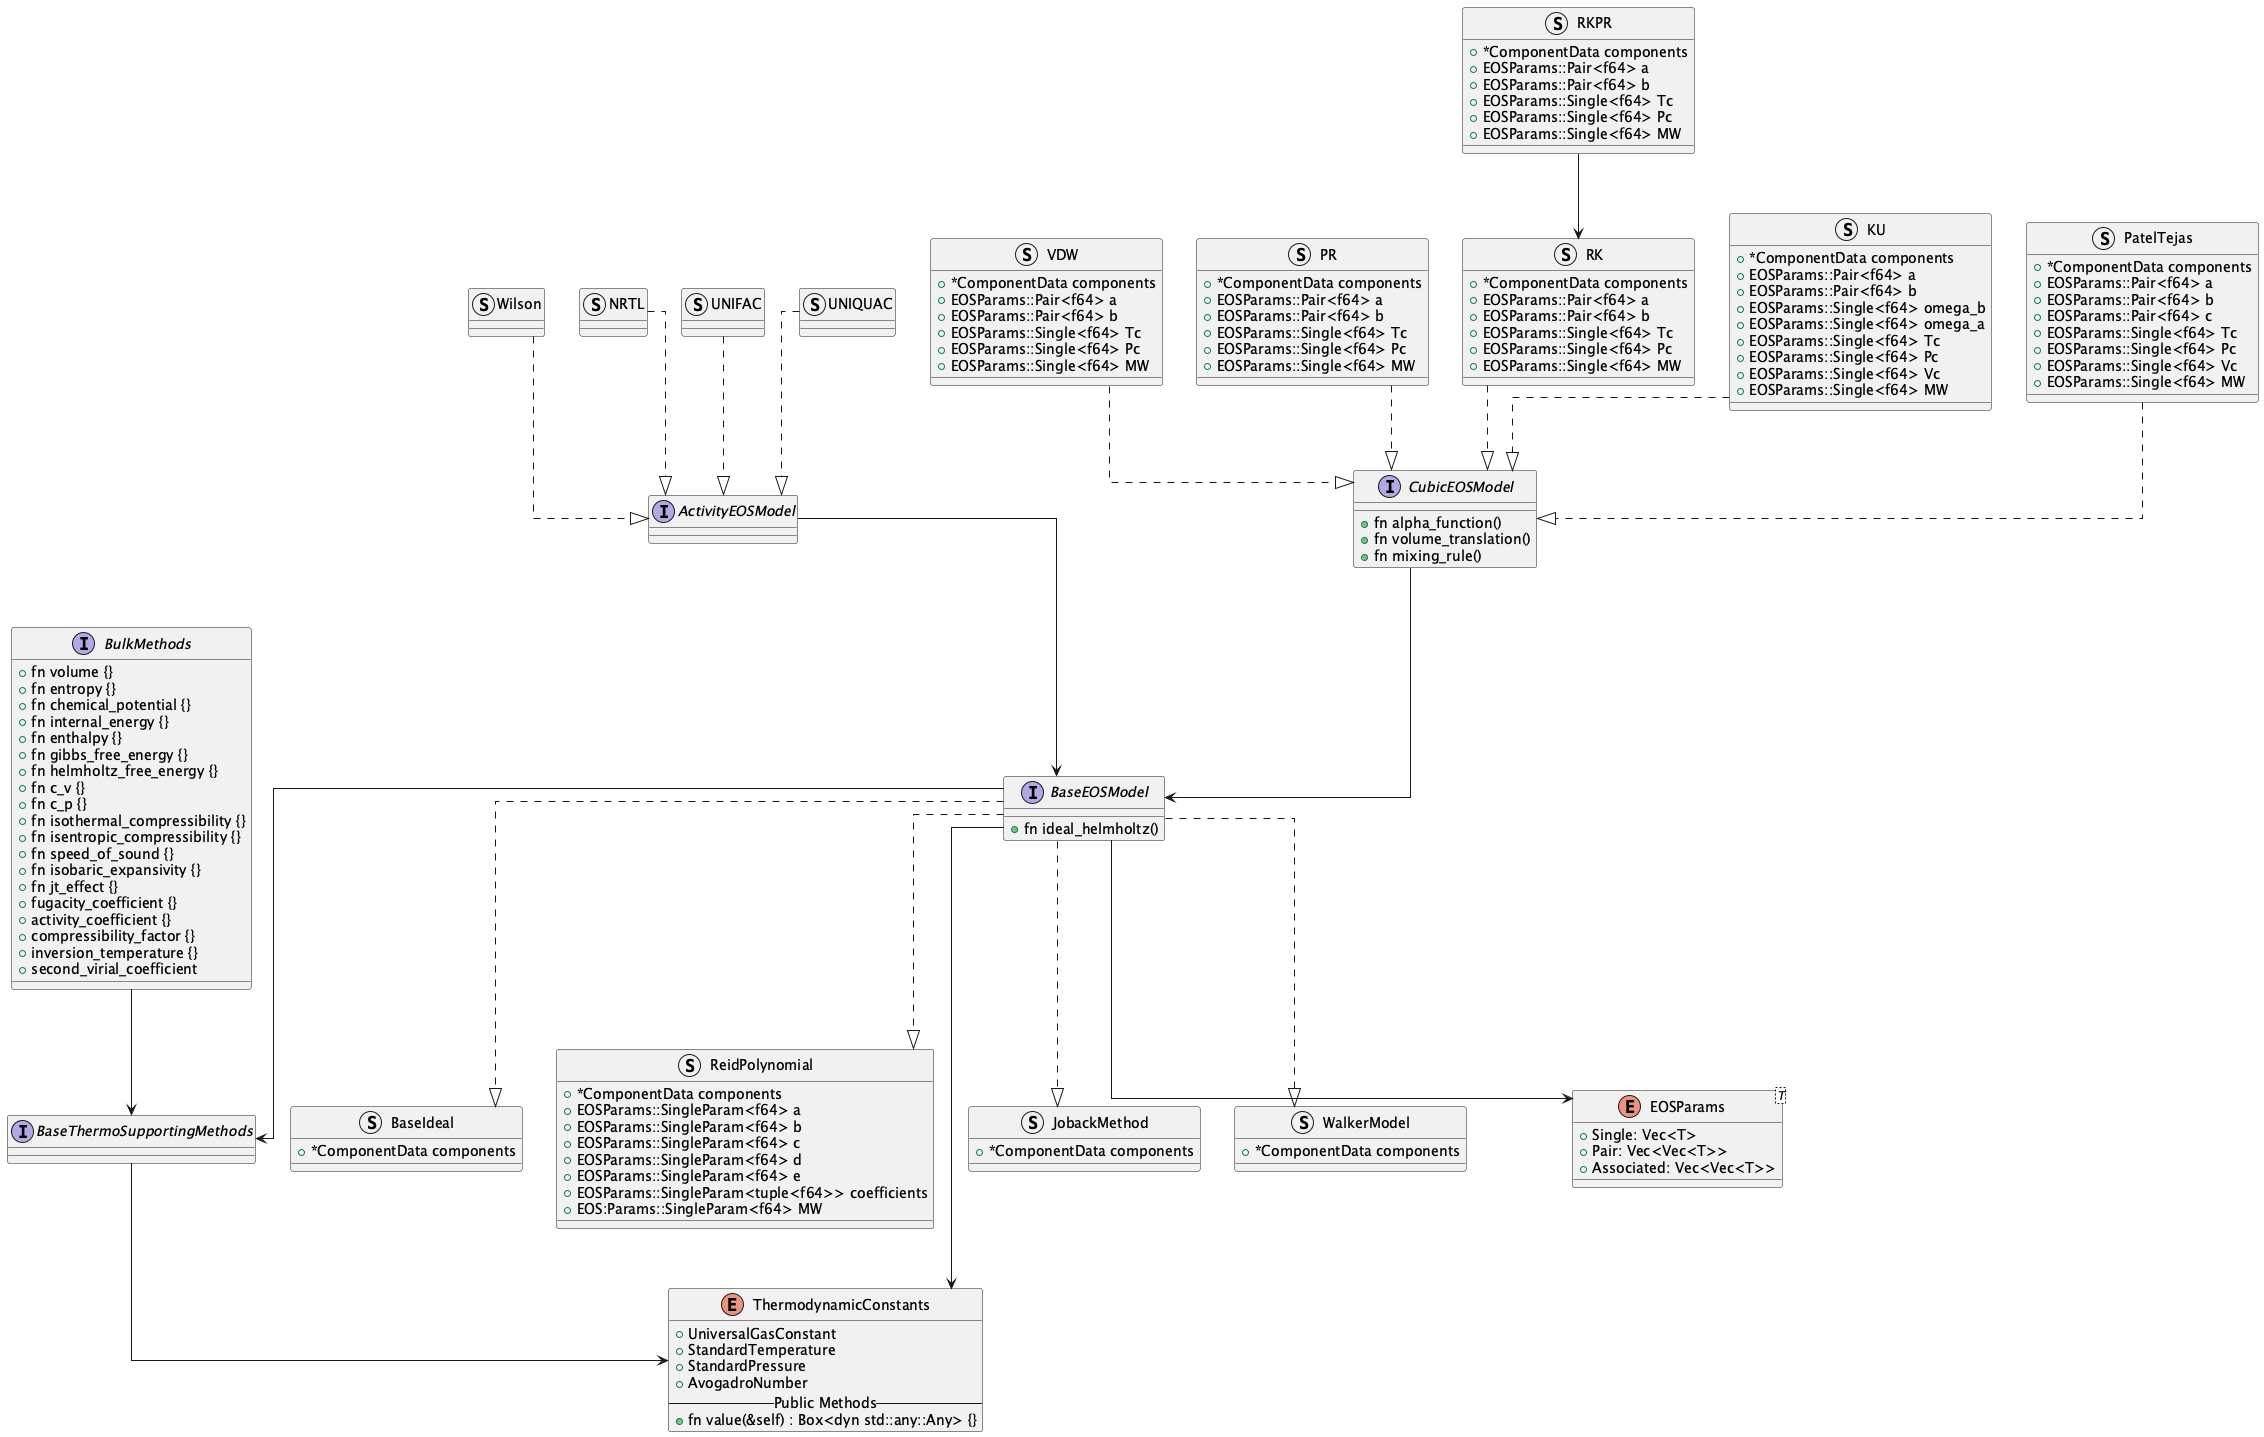 S RKPR
*ComponentData components
EOSParams::Pair<f64> a
EOSParams::Pair<f64> b
EOSParams::Single<f64> Tc
EOSParams::Single<f64> Pc
EOSParams::Single<f64> MW
S Wilson
S NRTL
S UNIFAC
S UNIQUAC
S VDW
*ComponentData components
EOSParams::Pair<f64> a
EOSParams::Pair<f64> b
EOSParams::Single<f64> Tc
EOSParams::Single<f64> Pc
EOSParams::Single<f64> MW
S PR
*ComponentData components
EOSParams::Pair<f64> a
EOSParams::Pair<f64> b
EOSParams::Single<f64> Tc
EOSParams::Single<f64> Pc
EOSParams::Single<f64> MW
S RK
*ComponentData components
EOSParams::Pair<f64> a
EOSParams::Pair<f64> b
EOSParams::Single<f64> Tc
EOSParams::Single<f64> Pc
EOSParams::Single<f64> MW
S KU
*ComponentData components
EOSParams::Pair<f64> a
EOSParams::Pair<f64> b
EOSParams::Single<f64> omega_b
EOSParams::Single<f64> omega_a
EOSParams::Single<f64> Tc
EOSParams::Single<f64> Pc
EOSParams::Single<f64> Vc
EOSParams::Single<f64> MW
S PatelTejas
*ComponentData components
EOSParams::Pair<f64> a
EOSParams::Pair<f64> b
EOSParams::Pair<f64> c
EOSParams::Single<f64> Tc
EOSParams::Single<f64> Pc
EOSParams::Single<f64> Vc
EOSParams::Single<f64> MW
I ActivityEOSModel
I CubicEOSModel
fn alpha_function()
fn volume_translation()
fn mixing_rule()
I BulkMethods
fn volume {}
fn entropy {}
fn chemical_potential {}
fn internal_energy {}
fn enthalpy {}
fn gibbs_free_energy {}
fn helmholtz_free_energy {}
fn c_v {}
fn c_p {}
fn isothermal_compressibility {}
fn isentropic_compressibility {}
fn speed_of_sound {}
fn isobaric_expansivity {}
fn jt_effect {}
fugacity_coefficient {}
activity_coefficient {}
compressibility_factor {}
inversion_temperature {}
second_virial_coefficient
I BaseEOSModel
fn ideal_helmholtz()
I BaseThermoSupportingMethods
S BaseIdeal
*ComponentData components
S ReidPolynomial
*ComponentData components
EOSParams::SingleParam<f64> a
EOSParams::SingleParam<f64> b
EOSParams::SingleParam<f64> c
EOSParams::SingleParam<f64> d
EOSParams::SingleParam<f64> e
EOSParams::SingleParam<tuple<f64>> coefficients
EOS:Params::SingleParam<f64> MW
S JobackMethod
*ComponentData components
S WalkerModel
*ComponentData components
E EOSParams
T
Single: Vec<T>
Pair: Vec<Vec<T>>
Associated: Vec<Vec<T>>
E ThermodynamicConstants
UniversalGasConstant
StandardTemperature
StandardPressure
AvogadroNumber
Public Methods
fn value(&self) : Box<dyn std::any::Any> {}